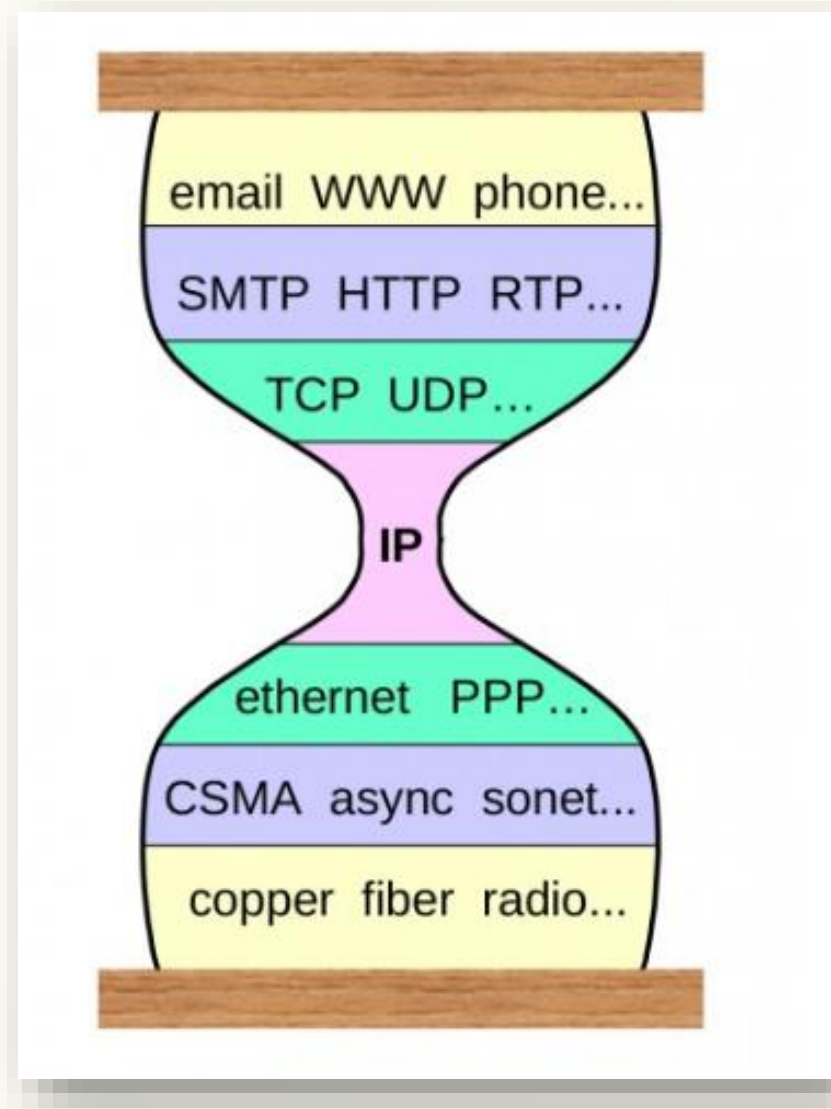 email WWW phone...
SMTP HTTP RTP...
TCP UDP...
IP
ethernet PPP...
CSMA async sonet...
copper fiber radio...